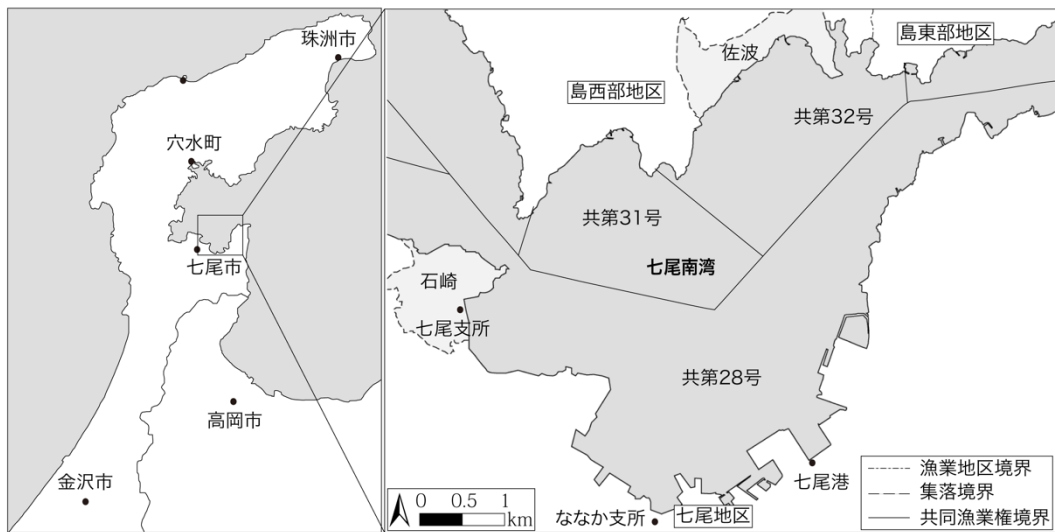 珠洲市
穴水町
七尾市
高岡市
金沢市
島東部地区
佐波
島西部地区
共第32号
共第31号
七尾南湾
石崎
七尾支所
共第28号
七尾港
ななか支所
七尾地区
0 0.5 1
km
漁業地区境界
集落境界
共同漁業権境界